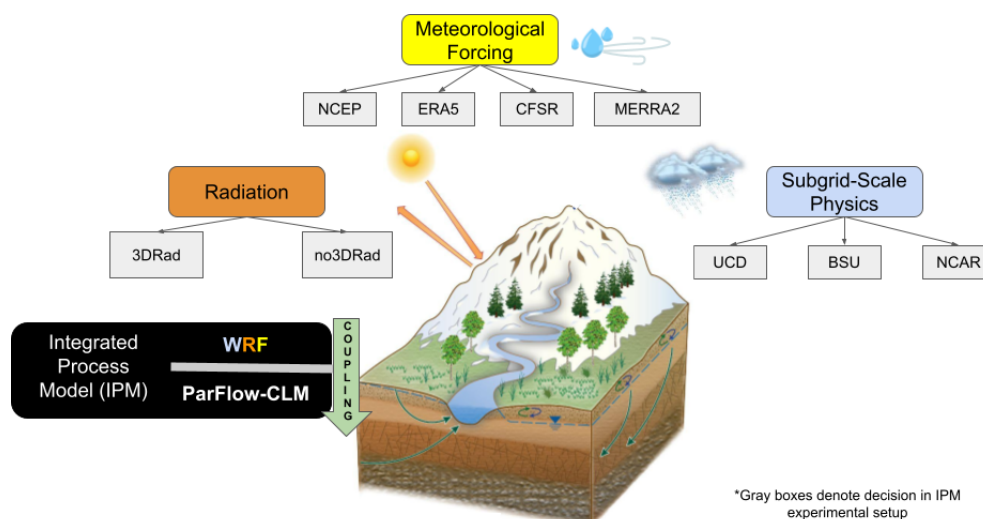 Meteorological
Forcing
NCEP
ERA5
CFSR
MERRA2
Radiation
3DRad
no3DRad
Subgrid-Scale
Physics
UCD
BSU
NCAR
Integrated
Process
Model (IPM)
WRF
ParFlow-CLM
COUPLING
*Gray boxes denote decision in IPM
experimental setup